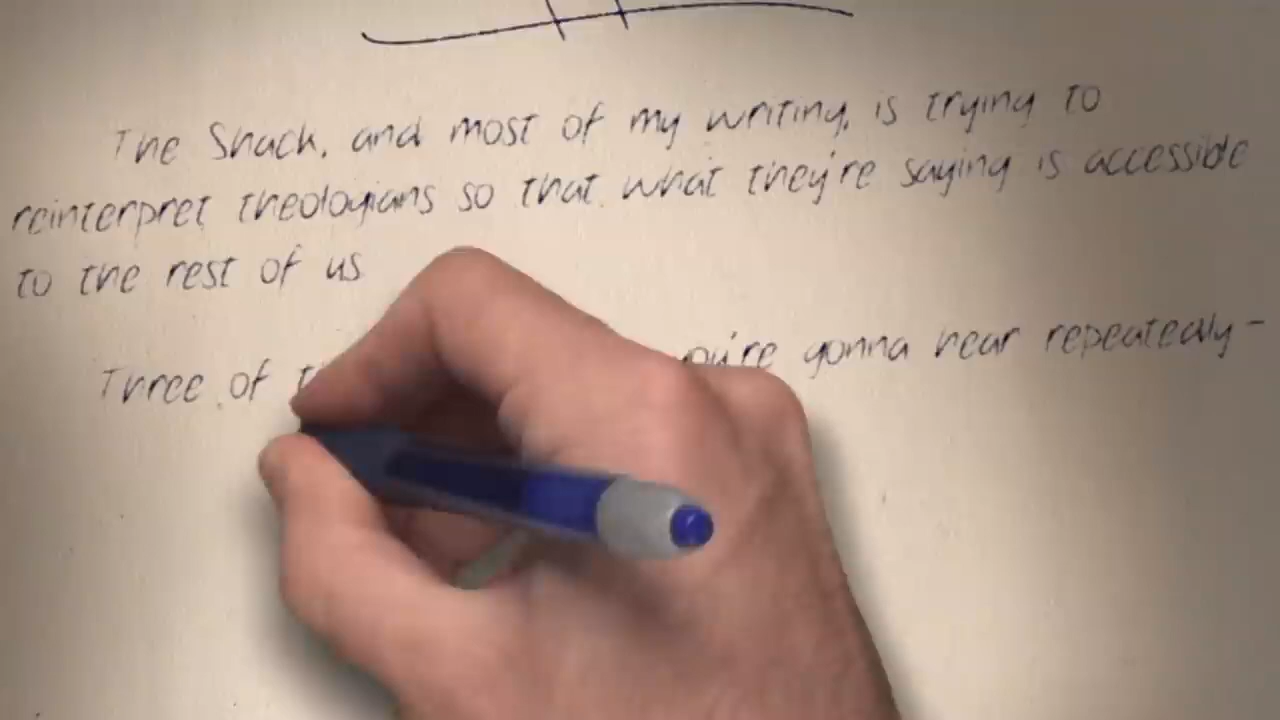 The Shack, and most of my writing, is trying to
reinterpret theologians so that what they're saying is accessible
to the rest of us
Three of you're gonna hear repeatedly-